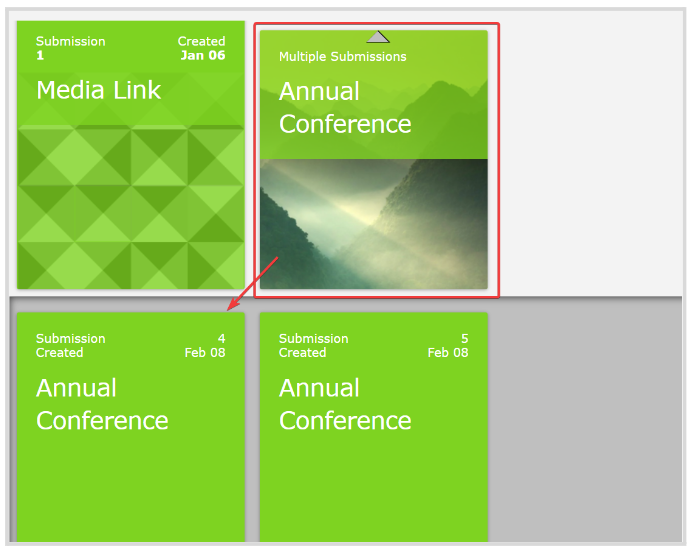 Submission Created
1 Jan 06
Media Link
Multiple Submissions
Annual
Conference
Submission 4
Created Feb 08
Annual
Conference
Submission 5
Created Feb 08
Annual
Conference